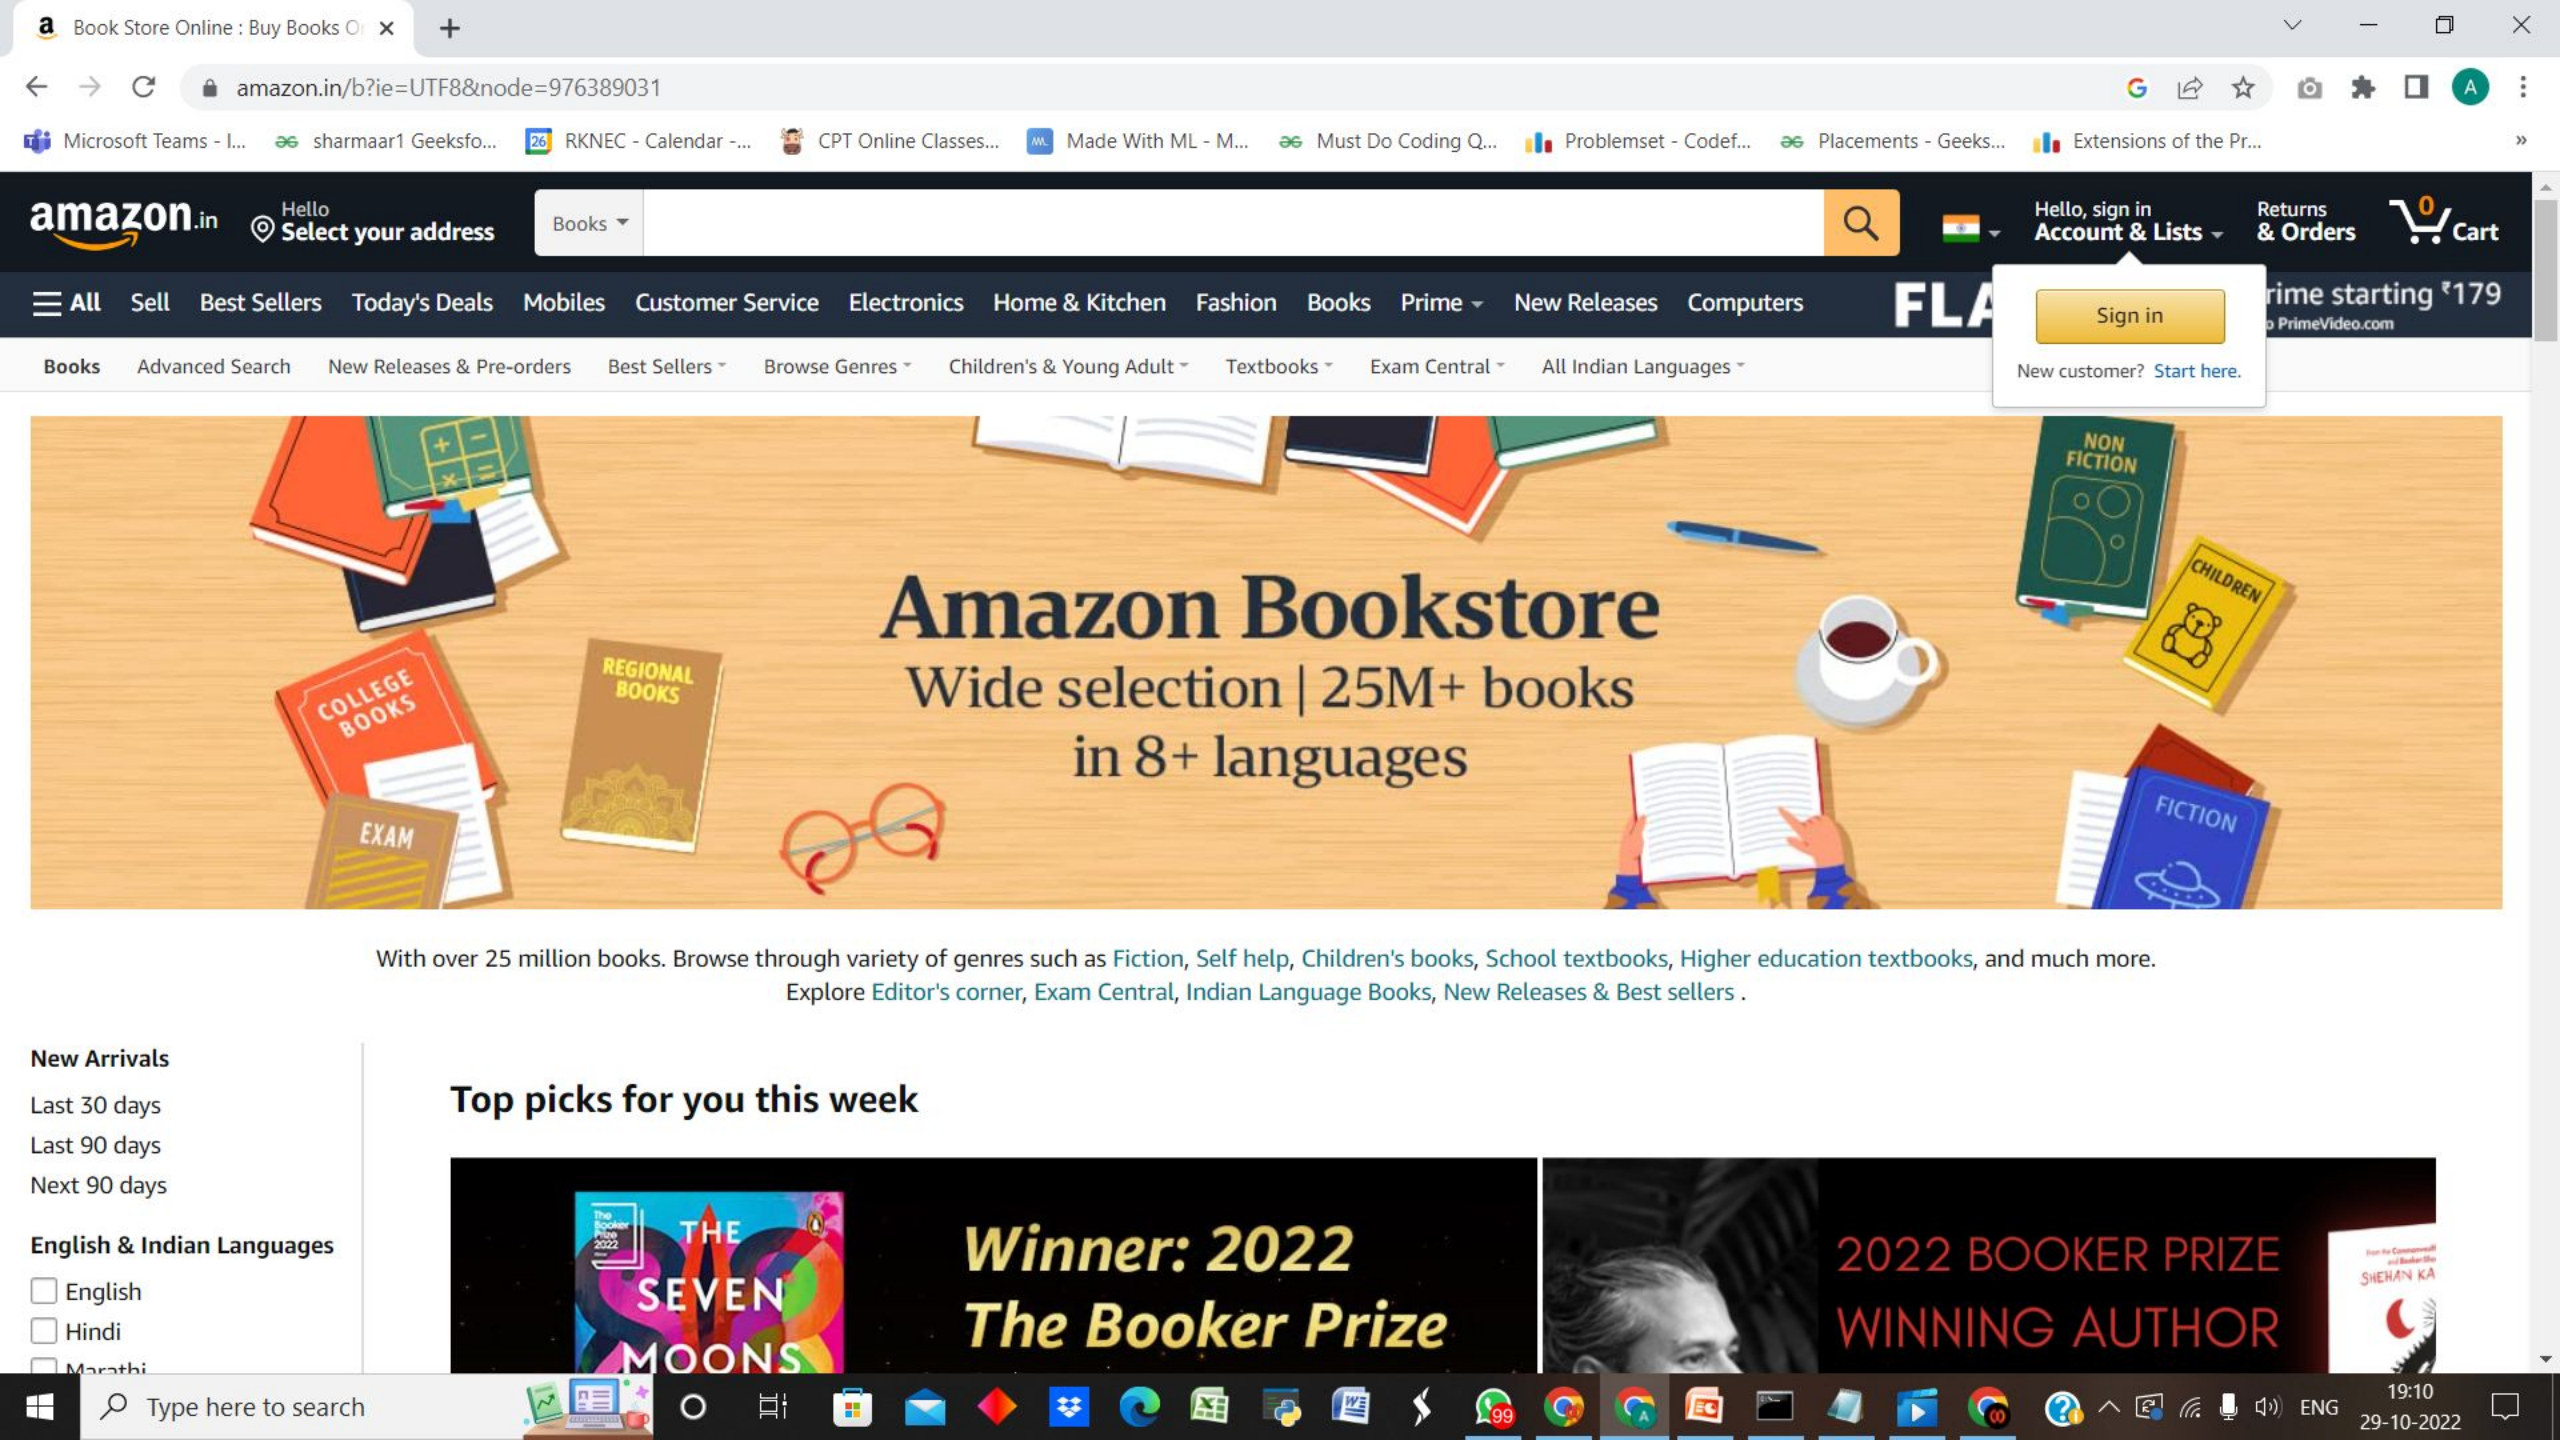 Book Store Online : Buy Books O
amazon.in/b?ie=UTF8&node=976389031
A
Microsoft Teams - I...
sharmaar1 Geeksfo...
26
RKNEC - Calendar -...
CPT Online Classes...
Made With ML - M...
Must Do Coding Q...
Problemset - Codef...
Placements - Geeks...
Extensions of the Pr...
»
amazon.in
Hello
Select your address
Books
Hello, sign in
Account & Lists
Returns
& Orders
0
Cart
All
Sell
Best Sellers
Today's Deals
Mobiles
Customer Service
Electronics
Home & Kitchen
Fashion
Books
Prime
New Releases
Computers
FLA
rime starting ₹179
o PrimeVideo.com
Sign in
New customer? Start here.
Books
Advanced Search
New Releases & Pre-orders
Best Sellers
Browse Genres
Children's & Young Adult
Textbooks
Exam Central
All Indian Languages
NON
FICTION
CHILDREN
Amazon Bookstore
Wide selection | 25M+ books
in 8+ languages
COLLEGE
BOOKS
REGIONAL
BOOKS
EXAM
FICTION
With over 25 million books. Browse through variety of genres such as Fiction, Self help, Children's books, School textbooks, Higher education textbooks, and much more.
Explore Editor's corner, Exam Central, Indian Language Books, New Releases & Best sellers .
New Arrivals
Last 30 days
Last 90 days
Next 90 days
English & Indian Languages
English
Hindi
Marathi
Top picks for you this week
The
Booker
Prize
2022
THE
SEVEN
MOONS
Winner: 2022
The Booker Prize
2022 BOOKER PRIZE
WINNING AUTHOR
SHEHAN KA
Type here to search
99
ENG
19:10
29-10-2022